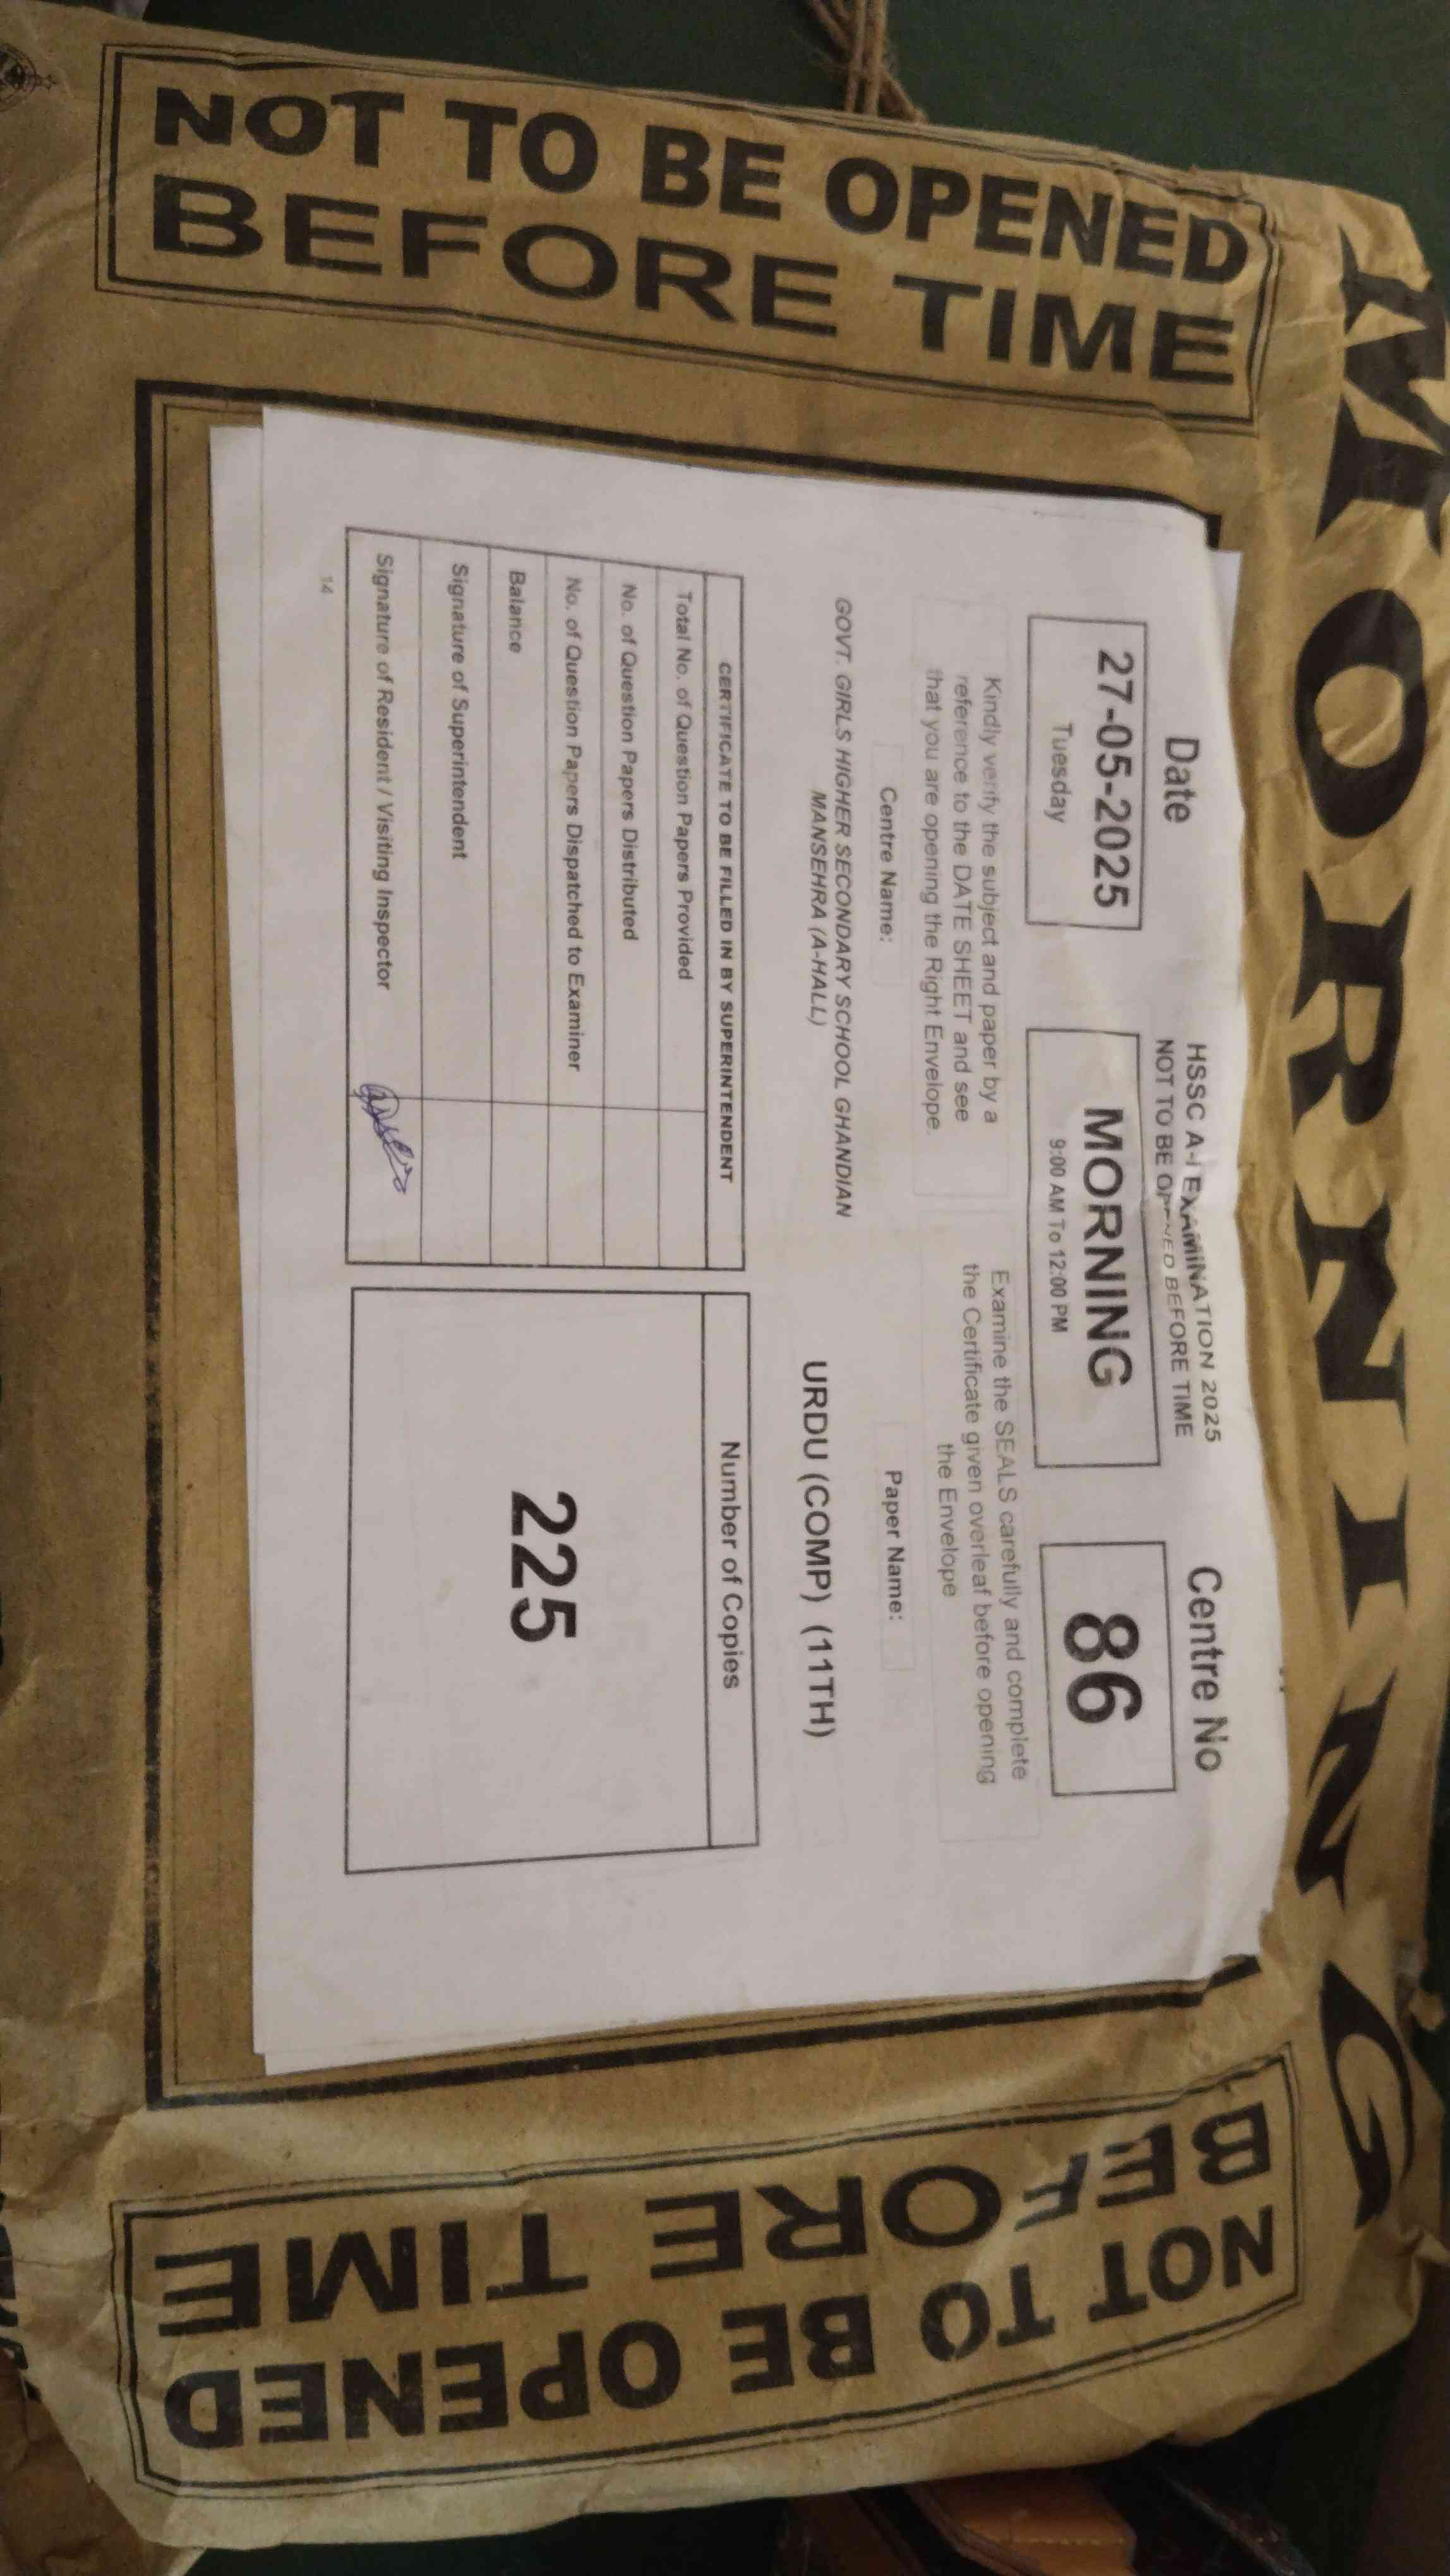 MORNING
NOT TO BE OPENED
BEFORE TIME
HSSC A-I EXAMINATION 2025
NOT TO BE OPENED BEFORE TIME
Date
27-05-2025
Tuesday
MORNING
9:00 AM To 12:00 PM
Centre No
86
Kindly verify the subject and paper by a
reference to the DATE SHEET and see
that you are opening the Right Envelope.
Examine the SEALS carefully and complete
the Certificate given overleaf before opening
the Envelope
Centre Name:
Paper Name:
GOVT. GIRLS HIGHER SECONDARY SCHOOL GHANDIAN
MANSEHRA (A-HALL)
URDU (COMP) (11TH)
CERTIFICATE TO BE FILLED IN BY SUPERINTENDENT
Total No. of Question Papers Provided
No. of Question Papers Distributed
No. of Question Papers Dispatched to Examiner
Balance
Signature of Superintendent
Signature of Resident / Visiting Inspector
Number of Copies
225
14
NOT TO BE OPENED
BEFORE TIME